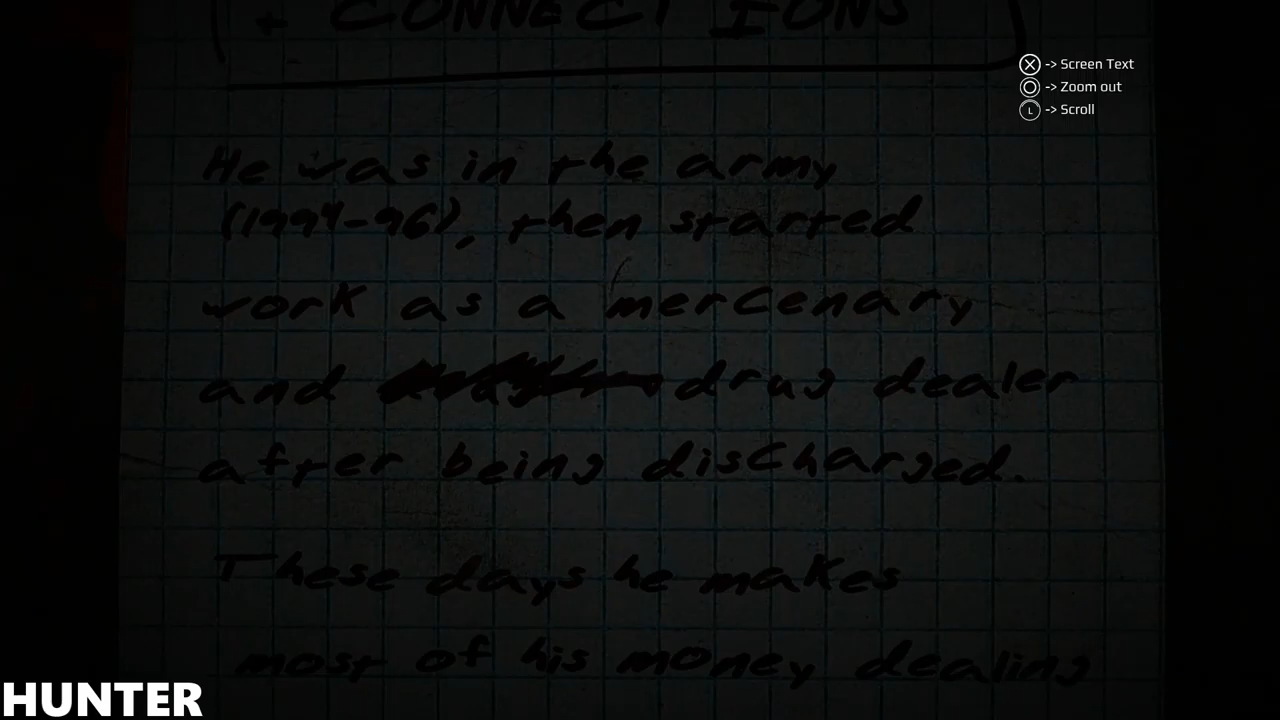 + CONNECTIONS
-> Screen Text
-> Zoom out
L -> Scroll
He was in the army
(1994-96), then started
work as a mercenary
and drug dealer
after being discharged.
These days he makes
most of his money dealing
HUNTER